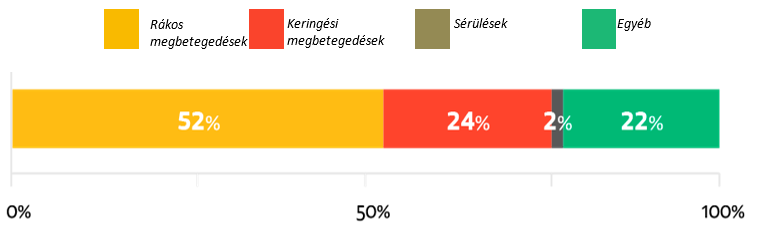 Rákos
megbetegedések
Keringési
megbetegedések
Sérülések
Egyéb
52% 24% 2% 22%
0% 50% 100%